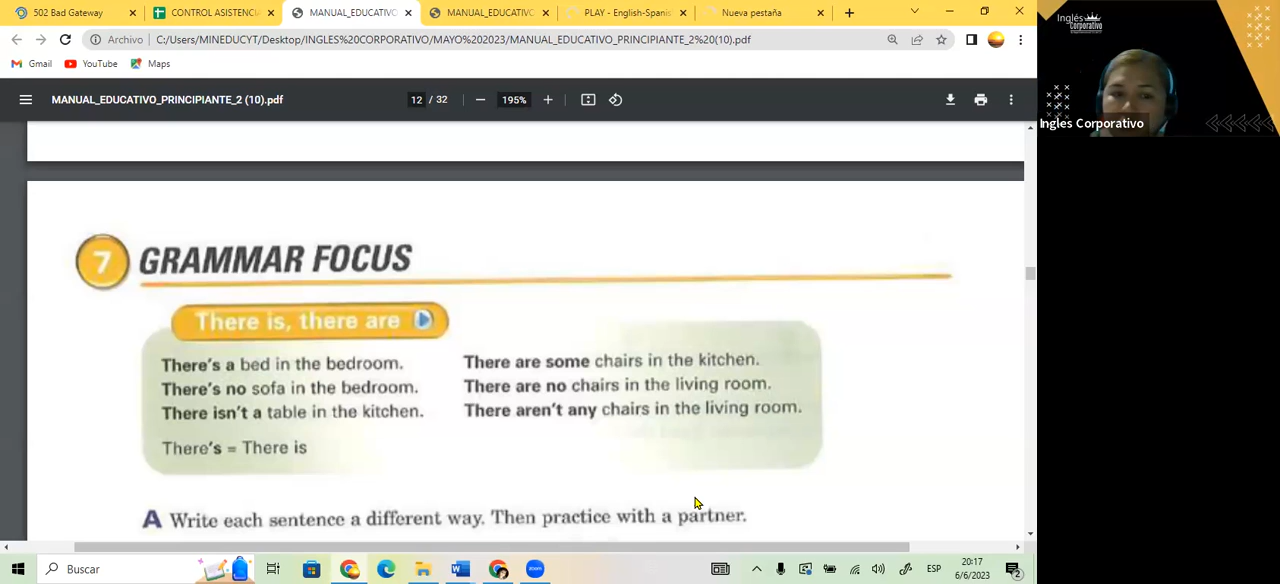 502 Bad Gateway
CONTROL ASISTENCI
MANUAL_EDUCATIVO
MANUAL_EDUCATIVO
PLAY - English-Spanis
Nueva pestaña
Archivo
C:/Users/MINEDUCYT/Desktop/INGLES%20CORPORATIVO/MAYO%202023/MANUAL_EDUCATIVO_PRINCIPIANTE_2%20(10).pdf
Gmail
YouTube
Maps
MANUAL_EDUCATIVO_PRINCIPIANTE_2 (10).pdf
12 / 32
195%
7 GRAMMAR FOCUS
There is, there are
There's a bed in the bedroom.
There's no sofa in the bedroom.
There isn't a table in the kitchen.
There's = There is
There are some chairs in the kitchen.
There are no chairs in the living room.
There aren't any chairs in the living room.
A Write each sentence a different way. Then practice with a partner.
Buscar
ESP
20:17
6/6/2023
2
Inglés
Corporativo
Ingles Corporativo